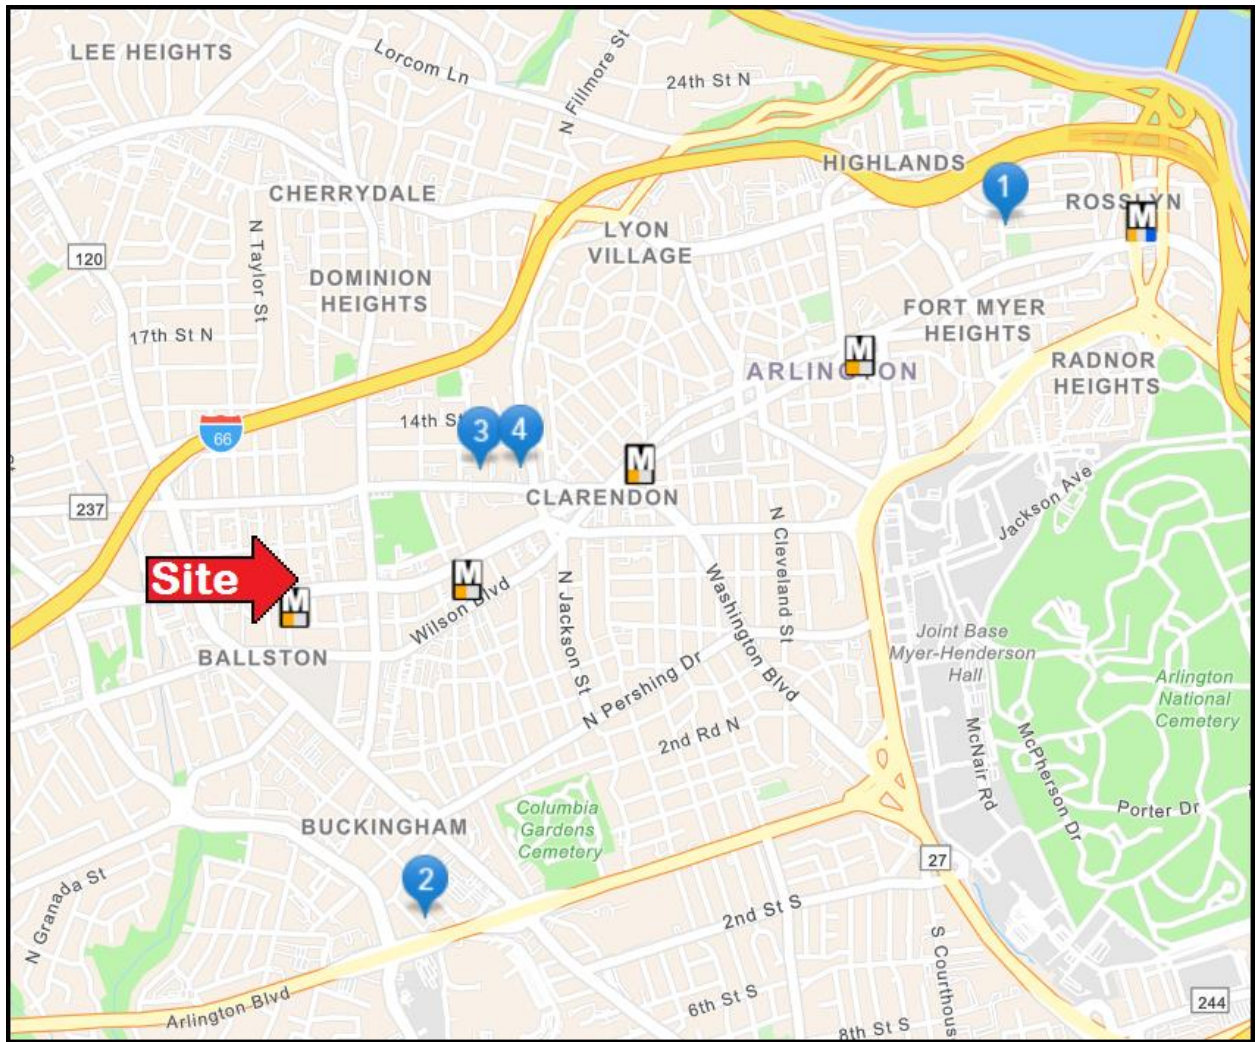 LEE HEIGHTS
Lorcom Ln
N Fillmore St
24th St N
HIGHLANDS
1
ROSSLYN
M
CHERRYDALE
N Taylor St
LYON
VILLAGE
120
DOMINION
HEIGHTS
17th St N
FORT MYER
HEIGHTS
M
ARLINGTON
RADNOR
HEIGHTS
14th St
3
4
66
M
CLARENDON
237
Jackson Ave
N Cleveland St
Site
M
M
Wilson Blvd
N Jackson St
Washington Blvd
BALLSTON
N Pershing Dr
2nd Rd N
Joint Base
Myer-Henderson
Hall
Arlington
National
Cemetery
McNair Rd
McPherson Dr
Porter Dr
Columbia
Gardens
Cemetery
BUCKINGHAM
2
27
N Granada St
2nd St S
S Courthous
Arlington Blvd
6th St S
8th St S
244